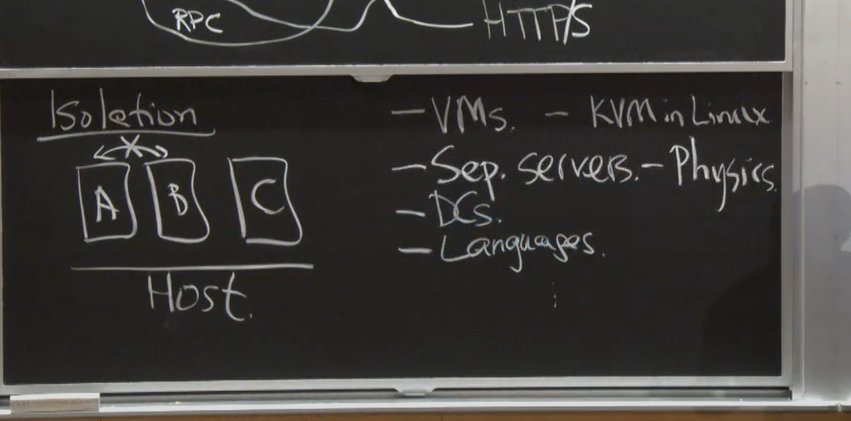 RPC
HTTP/S
Isolation
A B C
Host.
- VMs. - KVM in Linux
- Sep. servers. - Physics.
- DCs.
- Languages.